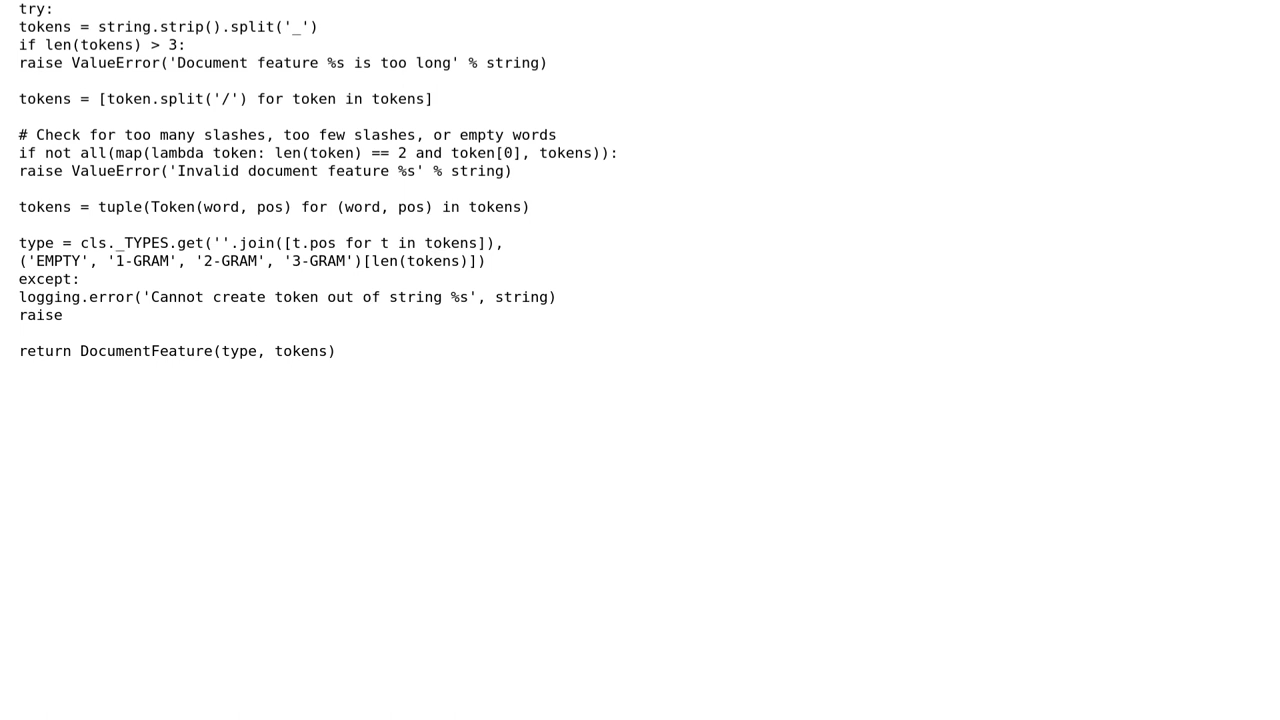 try:
tokens = string.strip().split('_')
if len(tokens) > 3:
raise ValueError('Document feature %s is too long' % string)

tokens = [token.split('/') for token in tokens]

# Check for too many slashes, too few slashes, or empty words
if not all(map(lambda token: len(token) == 2 and token[0], tokens)):
raise ValueError('Invalid document feature %s' % string)

tokens = tuple(Token(word, pos) for (word, pos) in tokens)

type = cls._TYPES.get(''.join([t.pos for t in tokens]),
('EMPTY', '1-GRAM', '2-GRAM', '3-GRAM')[len(tokens)])
except:
logging.error('Cannot create token out of string %s', string)
raise

return DocumentFeature(type, tokens)